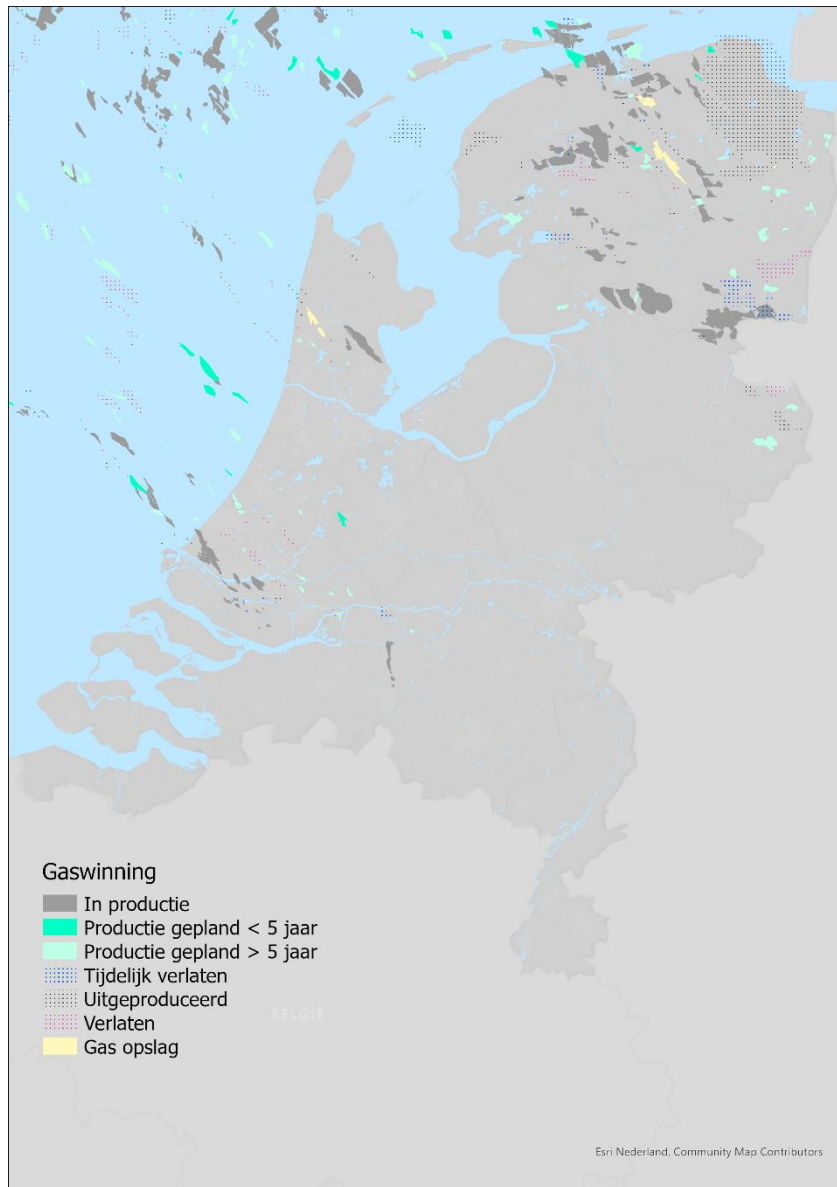 Gaswinning
In productie
Productie gepland < 5 jaar
Productie gepland > 5 jaar
Tijdelijk verlaten
Uitgeproduceerd
Verlaten
BELGIË
Gas opslag
Esri Nederland, Community Map Contributors